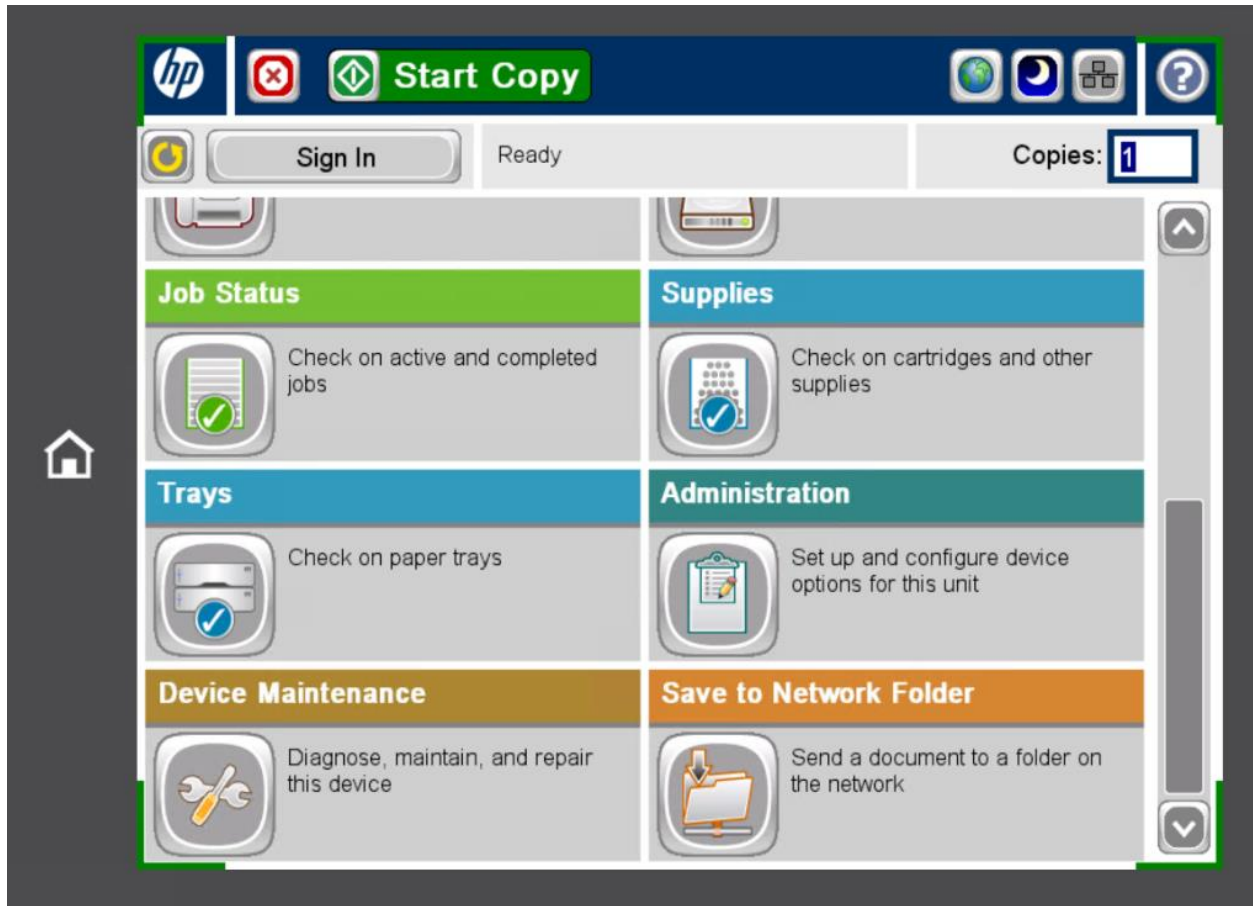 hp
Start Copy
?
Sign In
Ready
Copies: 1
Job Status
Check on active and completed
jobs
Supplies
Check on cartridges and other
supplies
Trays
Check on paper trays
Administration
Set up and configure device
options for this unit
Device Maintenance
Diagnose, maintain, and repair
this device
Save to Network Folder
Send a document to a folder on
the network